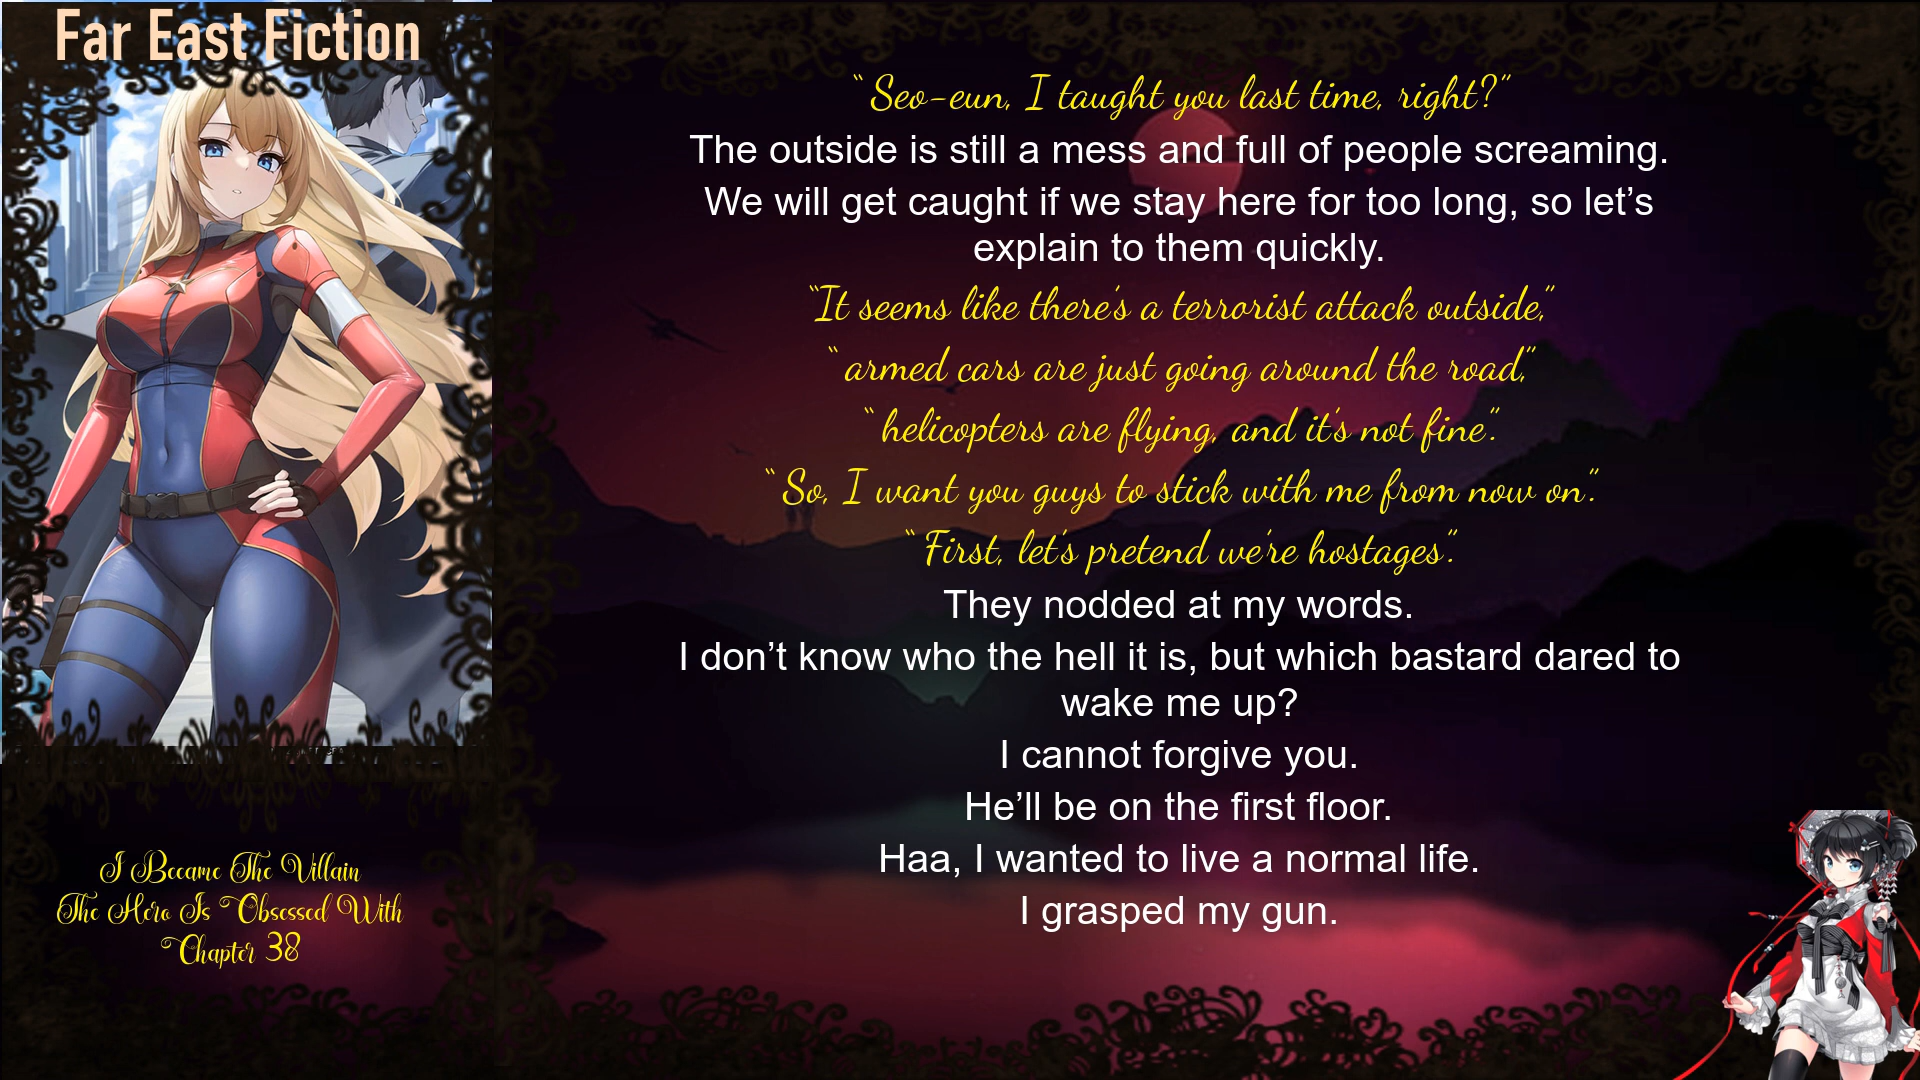 Far East Fiction
“Seo-eun, I taught you last time, right?”
The outside is still a mess and full of people screaming.
We will get caught if we stay here for too long, so let’s
explain to them quickly.
“It seems like there’s a terrorist attack outside,”
“armed cars are just going around the road,”
“helicopters are flying, and it’s not fine”.
“So, I want you guys to stick with me from now on”.
“First, let’s pretend we’re hostages”.
They nodded at my words.
I don’t know who the hell it is, but which bastard dared to
wake me up?
I cannot forgive you.
He’ll be on the first floor.
Haa, I wanted to live a normal life.
I grasped my gun.
I Became The Villain
The Hero Is Obsessed With
Chapter 38